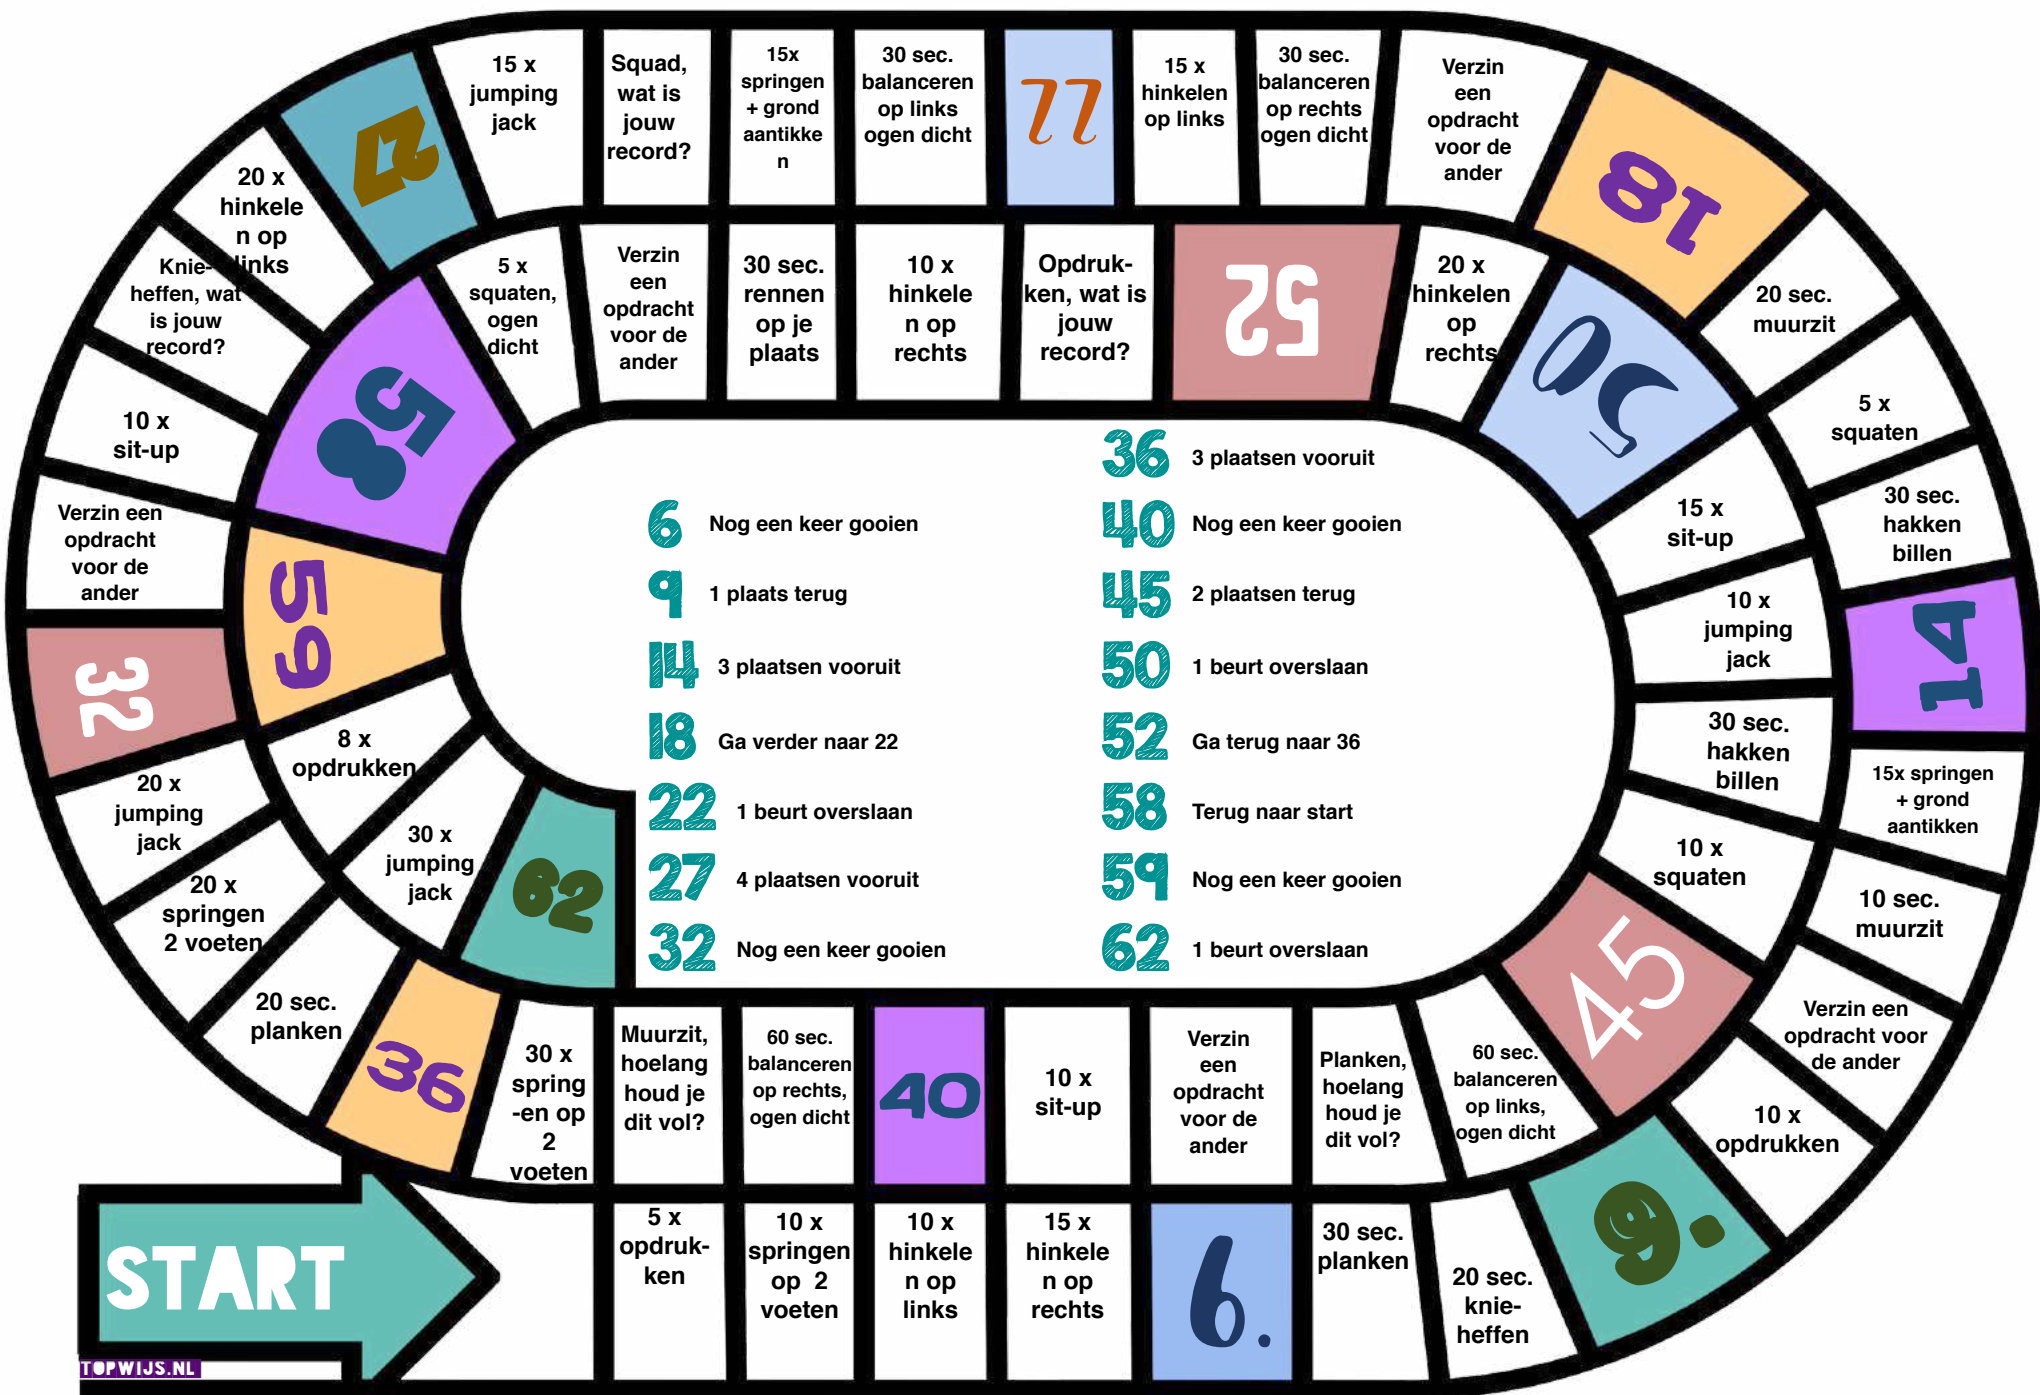 START
TOPWIJS.NL
5 x
opdruk-
ken
10 x
springen
op 2
voeten
10 x
hinkele
n op
links
15 x
hinkele
n op
rechts
6.
30 sec.
planken
20 sec.
knie-
heffen
9.
10 x
opdrukken
Verzin een
opdracht voor
de ander
10 sec.
muurzit
15x springen
+ grond
aantikken
14
30 sec.
hakken
billen
5 x
squaten
20 sec.
muurzit
18
Verzin
een
opdracht
voor de
ander
30 sec.
balanceren
op rechts
ogen dicht
15 x
hinkelen
op links
22
30 sec.
balanceren
op links
ogen dicht
15x
springen
+ grond
aantikke
n
Squad,
wat is
jouw
record?
15 x
jumping
jack
27
20 x
hinkele
n op
links
Knie-
heffen, wat
is jouw
record?
10 x
sit-up
Verzin een
opdracht
voor de
ander
32
20 x
jumping
jack
20 x
springen
2 voeten
20 sec.
planken
36
30 x
spring
-en op
2
voeten
Muurzit,
hoelang
houd je
dit vol?
60 sec.
balanceren
op rechts,
ogen dicht
40
10 x
sit-up
Verzin
een
opdracht
voor de
ander
Planken,
hoelang
houd je
dit vol?
60 sec.
balanceren
op links,
ogen dicht
45
10 x
squaten
30 sec.
hakken
billen
10 x
jumping
jack
15 x
sit-up
50
20 x
hinkelen
op
rechts
52
Opdruk-
ken, wat is
jouw
record?
10 x
hinkele
n op
rechts
30 sec.
rennen
op je
plaats
Verzin
een
opdracht
voor de
ander
5 x
squaten,
ogen
dicht
58
59
8 x
opdrukken
30 x
jumping
jack
62
6 Nog een keer gooien
9 1 plaats terug
14 3 plaatsen vooruit
18 Ga verder naar 22
22 1 beurt overslaan
27 4 plaatsen vooruit
32 Nog een keer gooien
36 3 plaatsen vooruit
40 Nog een keer gooien
45 2 plaatsen terug
50 1 beurt overslaan
52 Ga terug naar 36
58 Terug naar start
59 Nog een keer gooien
62 1 beurt overslaan